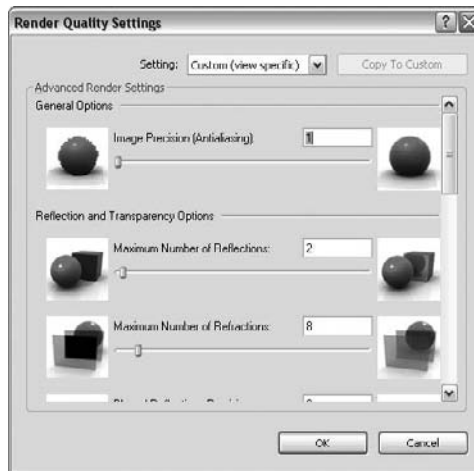 Render Quality Settings
Setting: Custom (view specific) Copy To Custom
Advanced Render Settings
General Options
Image Precision (Antialiasing) 1
Reflection and Transparency Options
Maximum Number of Reflections: 2
Maximum Number of Refractions: 8
OK Cancel